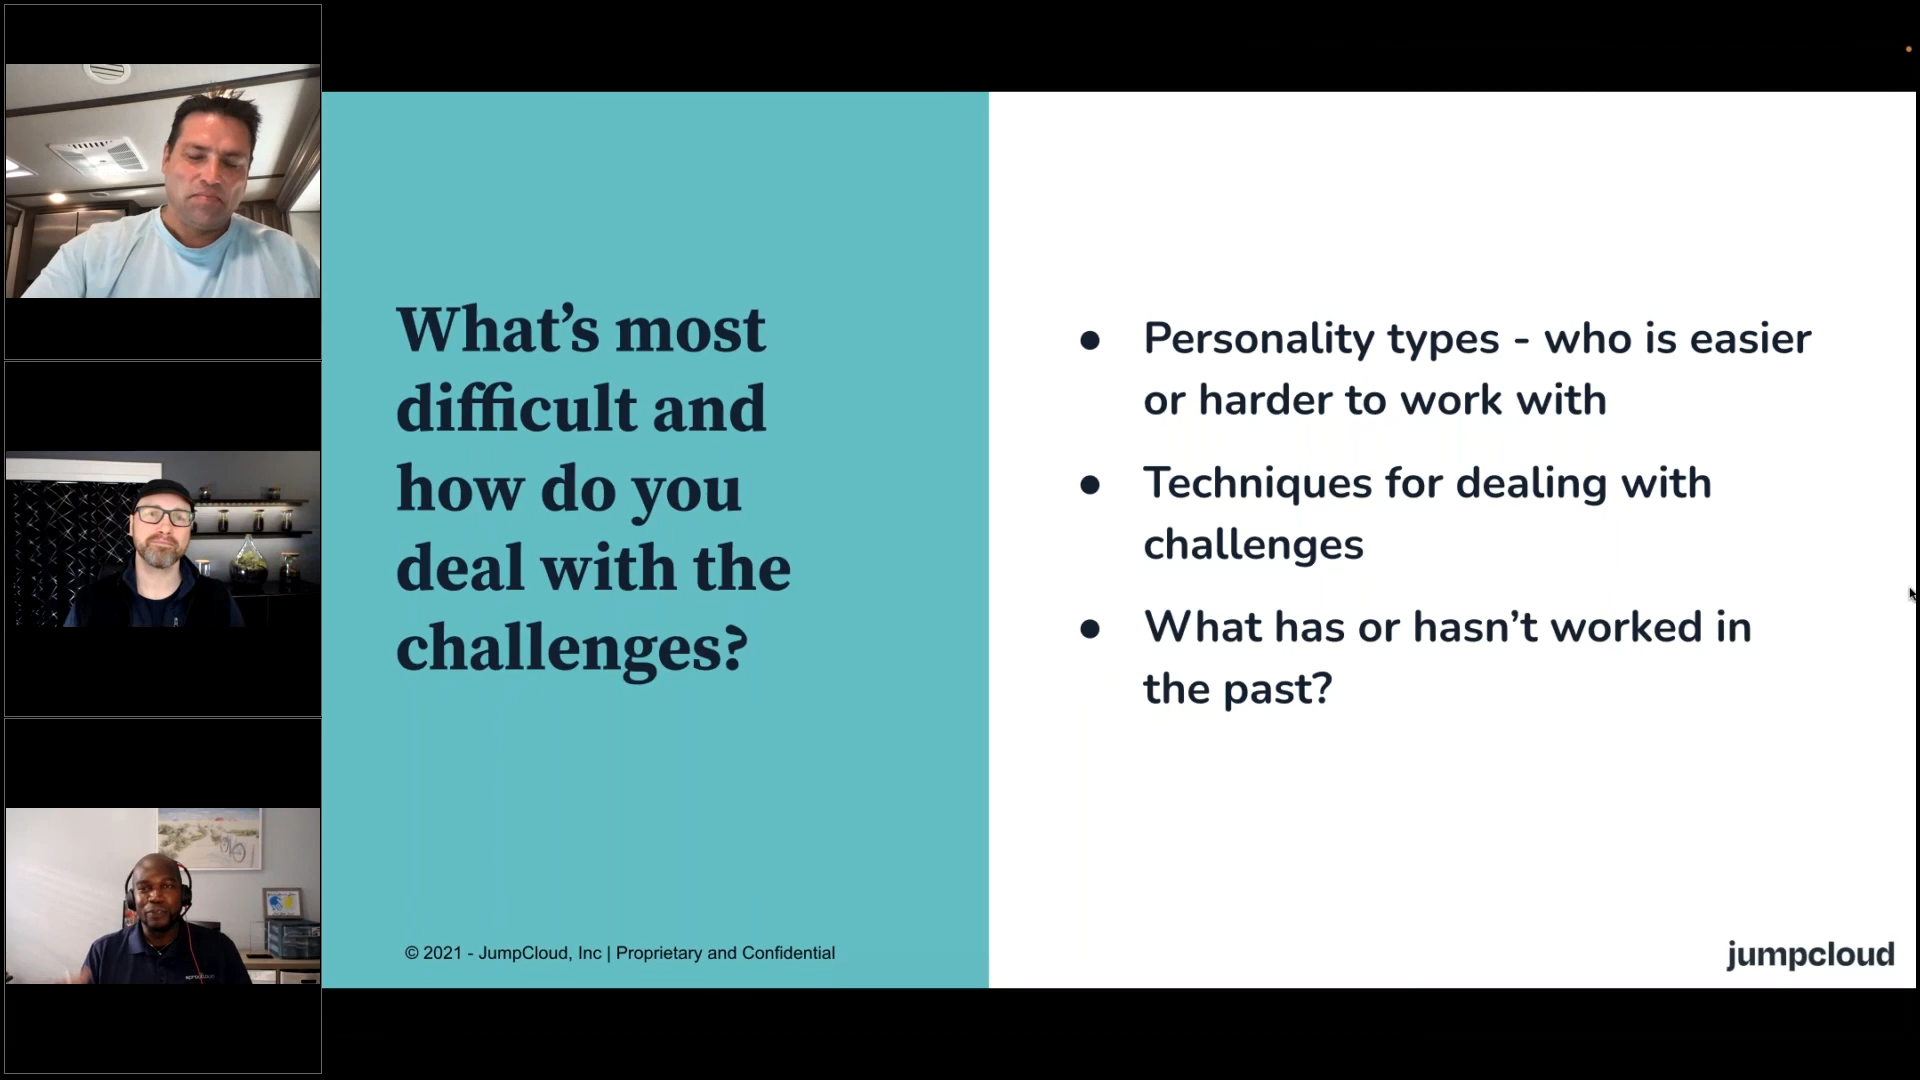 What’s most
difficult and
how do you
deal with the
challenges?
© 2021 - JumpCloud, Inc | Proprietary and Confidential
● Personality types - who is easier
or harder to work with
● Techniques for dealing with
challenges
● What has or hasn’t worked in
the past?
jumpcloud